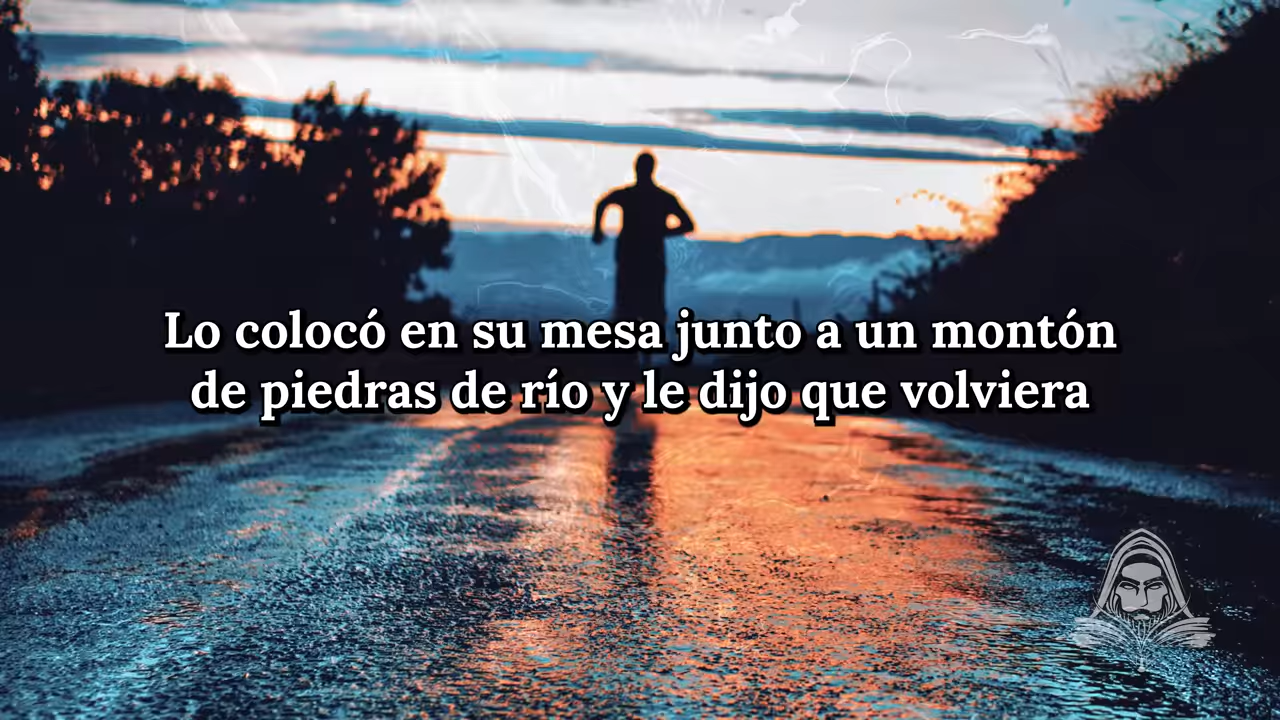 Lo colocó en su mesa junto a un montón
de piedras de río y le dijo que volviera